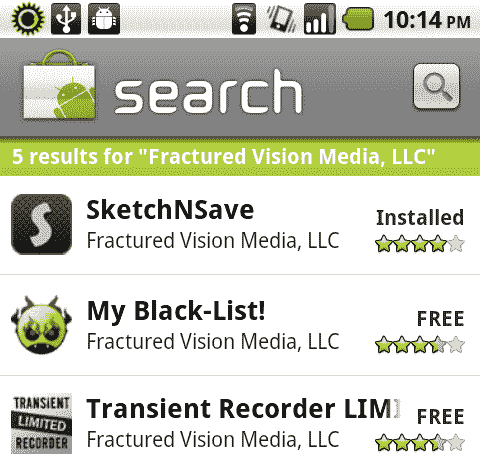 10:14 PM
search
5 results for "Fractured Vision Media, LLC"
SketchNSave
Installed
Fractured Vision Media, LLC
My Black-List!
FREE
Fractured Vision Media, LLC
TRANSIENT
LIMITED
RECORDER
Transient Recorder LIM
FREE
Fractured Vision Media, LLC